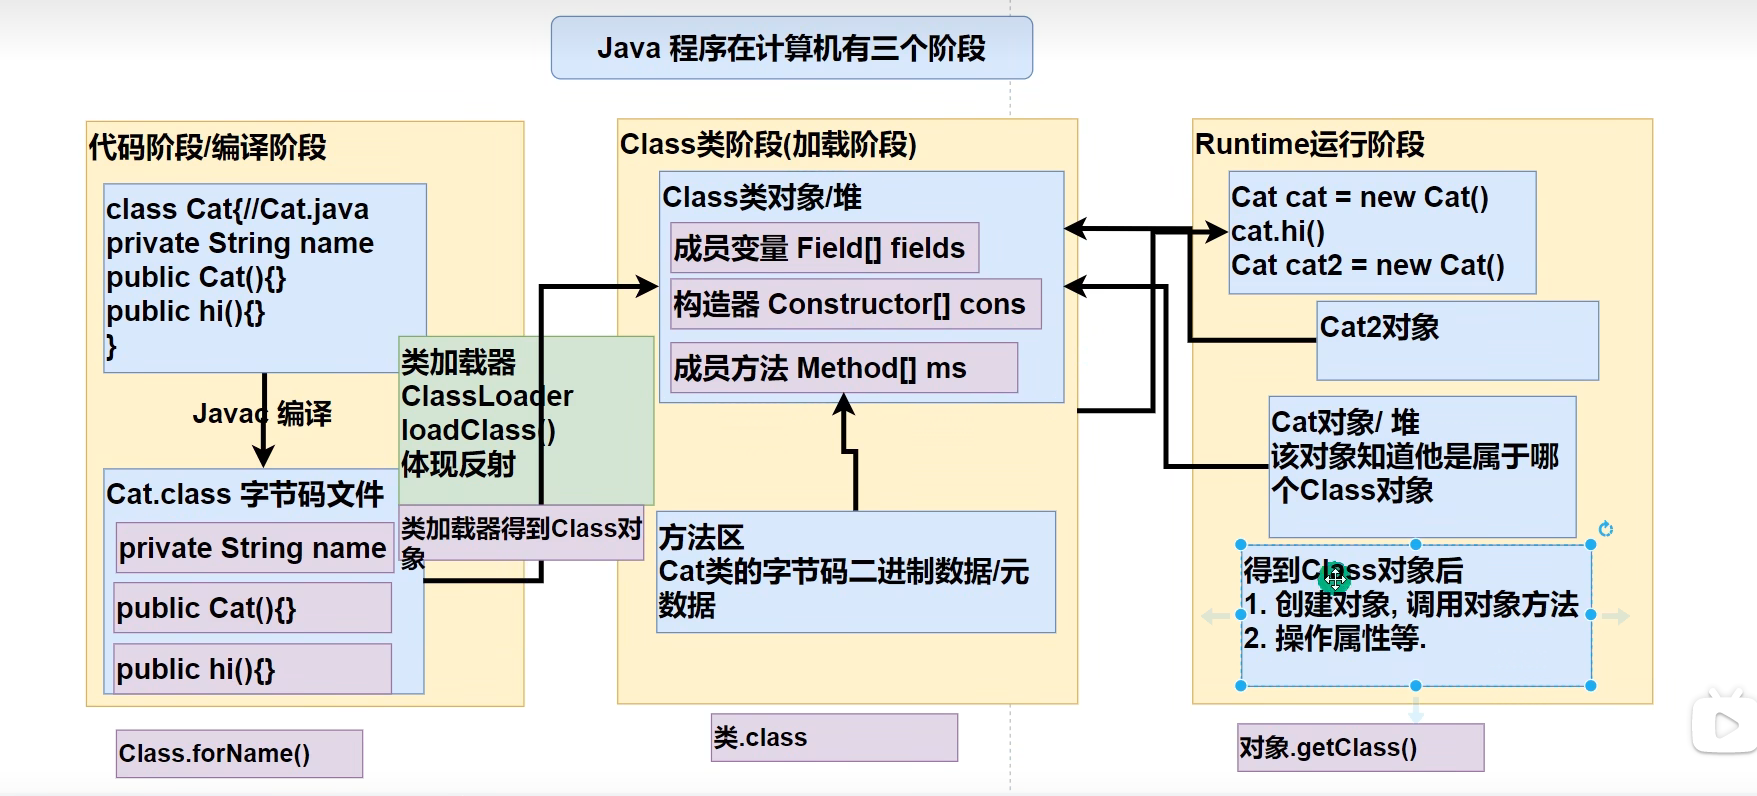 Java 程序在计算机有三个阶段
代码阶段/编译阶段
class Cat{//Cat.java
private String name
public Cat(){}
public hi(){}
}
Javac 编译
Cat.class 字节码文件
private String name
public Cat(){}
public hi(){}
Class.forName()
类加载器
ClassLoader
loadClass()
体现反射
类加载器得到Class对
象
Class类阶段(加载阶段)
Class类对象/堆
成员变量 Field[] fields
构造器 Constructor[] cons
成员方法 Method[] ms
方法区
Cat类的字节码二进制数据/元
数据
类.class
Runtime运行阶段
Cat cat = new Cat()
cat.hi()
Cat cat2 = new Cat()
Cat2对象
Cat对象/ 堆
该对象知道他是属于哪
个Class对象
得到Class对象后
1. 创建对象, 调用对象方法
2. 操作属性等.
对象.getClass()